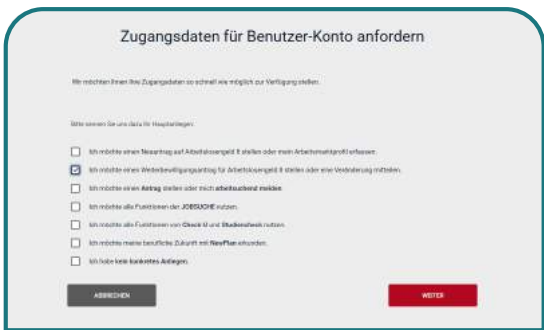 Zugangsdaten für Benutzer-Konto anfordern
Wir möchten Ihnen Ihre Zugangsdaten so schnell wie möglich zur Verfügung stellen.
Bitte nennen Sie uns dazu Ihr Hauptanliegen:
Ich möchte einen Neuantrag auf Arbeitslosengeld II stellen oder mein Arbeitsmarktprofil erfassen.
Ich möchte einen Weiterbewilligungsantrag für Arbeitslosengeld II stellen oder eine Veränderung mitteilen.
Ich möchte einen Antrag stellen oder mich arbeitsuchend melden.
Ich möchte alle Funktionen der JOBSUCHE nutzen.
Ich möchte alle Funktionen von Check-U und Studiencheck nutzen.
Ich möchte meine berufliche Zukunft mit NewPlan erkunden.
Ich habe kein konkretes Anliegen.
ABBRECHEN
WEITER